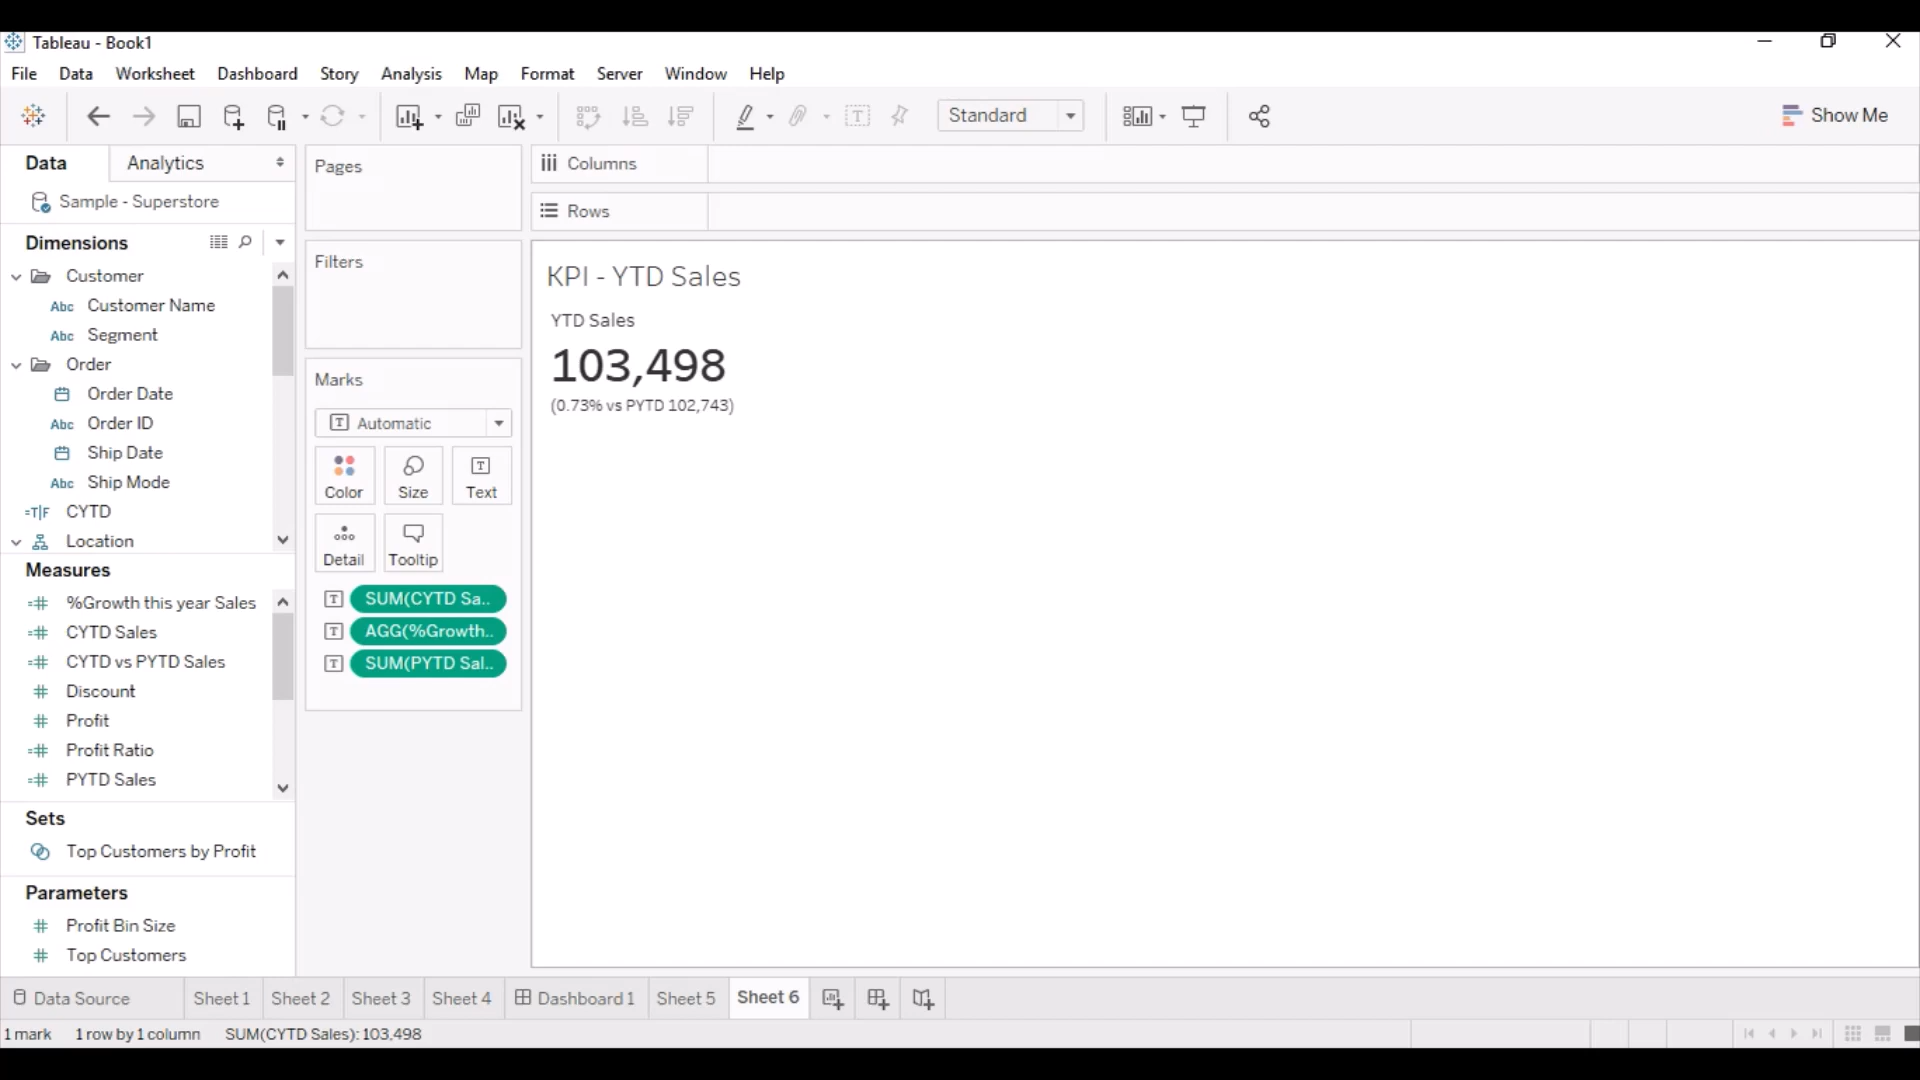 Tableau - Book1
File Data Worksheet Dashboard Story Analysis Map Format Server Window Help
Standard
Show Me
Data Analytics
Sample - Superstore
Dimensions
Customer
Abc Customer Name
Abc Segment
Order
Order Date
Abc Order ID
Ship Date
Abc Ship Mode
=T|F CYTD
Location
Measures
=# %Growth this year Sales
=# CYTD Sales
=# CYTD vs PYTD Sales
# Discount
# Profit
=# Profit Ratio
=# PYTD Sales
Sets
Top Customers by Profit
Parameters
# Profit Bin Size
# Top Customers
Pages
Filters
Marks
T Automatic
Color Size T Text
Detail Tooltip
T SUM(CYTD Sa..
T AGG(%Growth..
T SUM(PYTD Sal..
Columns
Rows
KPI - YTD Sales
YTD Sales
103,498
(0.73% vs PYTD 102,743)
Data Source Sheet 1 Sheet 2 Sheet 3 Sheet 4 Dashboard 1 Sheet 5 Sheet 6
1 mark 1 row by 1 column SUM(CYTD Sales): 103,498